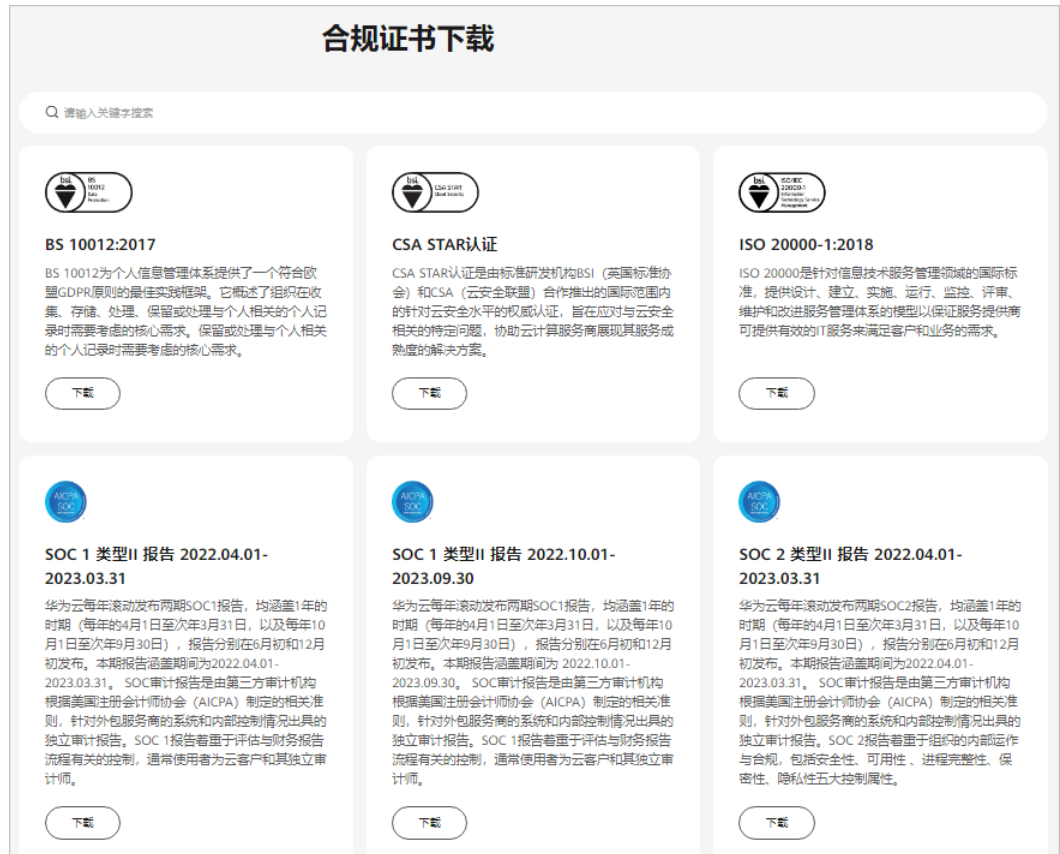 合规证书下载
请输入关键字搜索
bsi.
BS
10012
Data
Protection
BS 10012:2017
BS 10012为个人信息管理体系提供了一个符合欧
盟GDPR原则的最佳实践框架。它概述了组织在收
集、存储、处理、保留或处理与个人相关的个人记
录时需要考虑的核心需求。保留或处理与个人相关
的个人记录时需要考虑的核心需求。
下载
bsi.
CSA STAR
Cloud Security
CSA STAR认证
CSA STAR认证是由标准研发机构BSI（英国标准协
会）和CSA（云安全联盟）合作推出的国际范围内
的针对云安全水平的权威认证，旨在应对与云安全
相关的特定问题，协助云计算服务商展现其服务成
熟度的解决方案。
下载
bsi.
ISO/IEC
20000-1
Information
Technology Service
Management
ISO 20000-1:2018
ISO 20000是针对信息技术服务管理领域的国际标
准，提供设计、建立、实施、运行、监控、评审、
维护和改进服务管理体系的模型以保证服务提供商
可提供有效的IT服务来满足客户和业务的需求。
下载
AICPA
SOC
SOC 1 类型II 报告 2022.04.01-
2023.03.31
华为云每年滚动发布两期SOC1报告，均涵盖1年的
时期（每年的4月1日至次年3月31日，以及每年10
月1日至次年9月30日），报告分别在6月初和12月
初发布。本期报告涵盖期间为2022.04.01-
2023.03.31。 SOC审计报告是由第三方审计机构
根据美国注册会计师协会（AICPA）制定的相关准
则，针对外包服务商的系统和内部控制情况出具的
独立审计报告。SOC 1报告着重于评估与财务报告
流程有关的控制，通常使用者为云客户和其独立审
计师。
下载
AICPA
SOC
SOC 1 类型II 报告 2022.10.01-
2023.09.30
华为云每年滚动发布两期SOC1报告，均涵盖1年的
时期（每年的4月1日至次年3月31日，以及每年10
月1日至次年9月30日），报告分别在6月初和12月
初发布。本期报告涵盖期间为 2022.10.01-
2023.09.30。 SOC审计报告是由第三方审计机构
根据美国注册会计师协会（AICPA）制定的相关准
则，针对外包服务商的系统和内部控制情况出具的
独立审计报告。SOC 1报告着重于评估与财务报告
流程有关的控制，通常使用者为云客户和其独立审
计师。
下载
AICPA
SOC
SOC 2 类型II 报告 2022.04.01-
2023.03.31
华为云每年滚动发布两期SOC2报告，均涵盖1年的
时期（每年的4月1日至次年3月31日，以及每年10
月1日至次年9月30日），报告分别在6月初和12月
初发布。本期报告涵盖期间为2022.04.01-
2023.03.31。 SOC审计报告是由第三方审计机构
根据美国注册会计师协会（AICPA）制定的相关准
则，针对外包服务商的系统和内部控制情况出具的
独立审计报告。SOC 2报告着重于组织的内部运作
与合规，包括安全性、可用性 、进程完整性、保
密性、隐私性五大控制属性。
下载